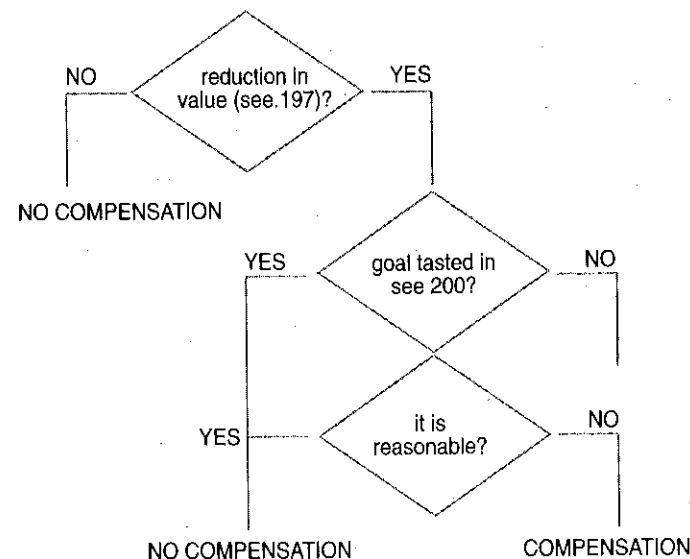 NO
YES
reduction in
value (see.197)?
NO COMPENSATION
YES
NO
goal tasted in
see 200?
YES
NO
it is
reasonable?
NO COMPENSATION
COMPENSATION